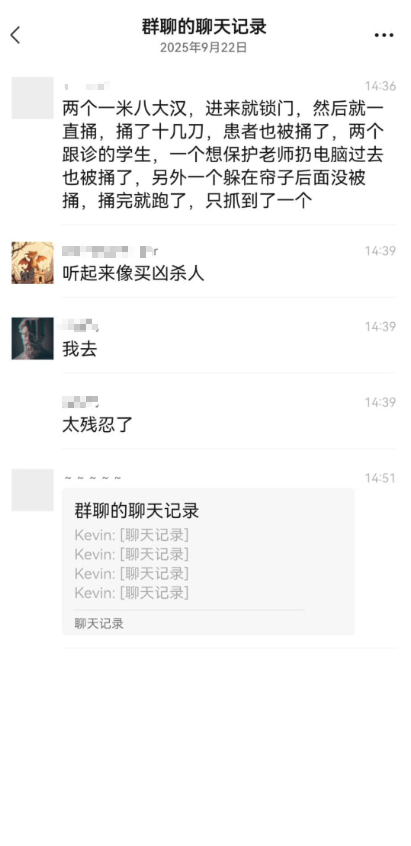 群聊的聊天记录
2025年9月22日
14:36
两个一米八大汉，进来就锁门，然后就一
直捅，捅了十几刀，患者也被捅了，两个
跟诊的学生，一个想保护老师扔电脑过去
也被捅了，另外一个躲在帘子后面没被
捅，捅完就跑了，只抓到了一个
14:39
听起来像买凶杀人
14:39
我去
14:39
太残忍了
~ ~ ~ ~ ~
14:51
群聊的聊天记录
Kevin: [聊天记录]
Kevin: [聊天记录]
Kevin: [聊天记录]
Kevin: [聊天记录]
聊天记录